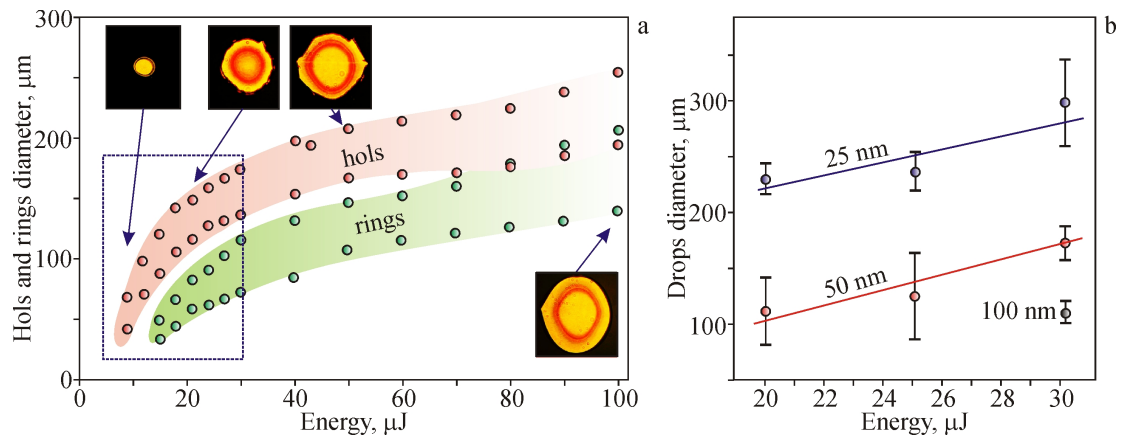 300
200
100
0
Hols and rings diameter, µm
0
20
40
60
80
100
Energy, µJ
hols
rings
a
b
300
200
100
Drops diameter, µm
25 nm
50 nm
100 nm
20
22
24
26
28
30
Energy, µJ